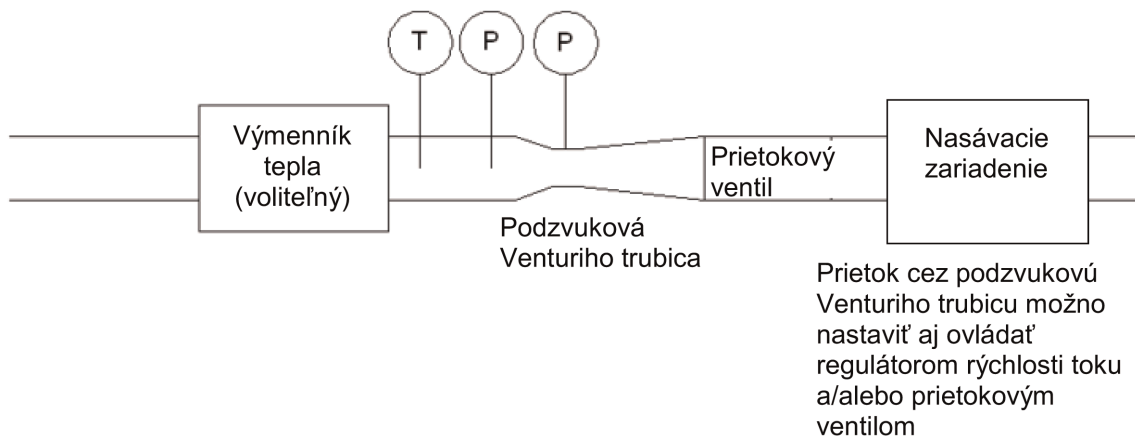 T
P
P
Výmenník
tepla
(voliteľný)
Podzvuková
Venturiho trubica
Prietokový
ventil
Nasávacie
zariadenie
Prietok cez podzvukovú
Venturiho trubicu možno
nastaviť aj ovládať
regulátorom rýchlosti toku
a/alebo prietokovým
ventilom